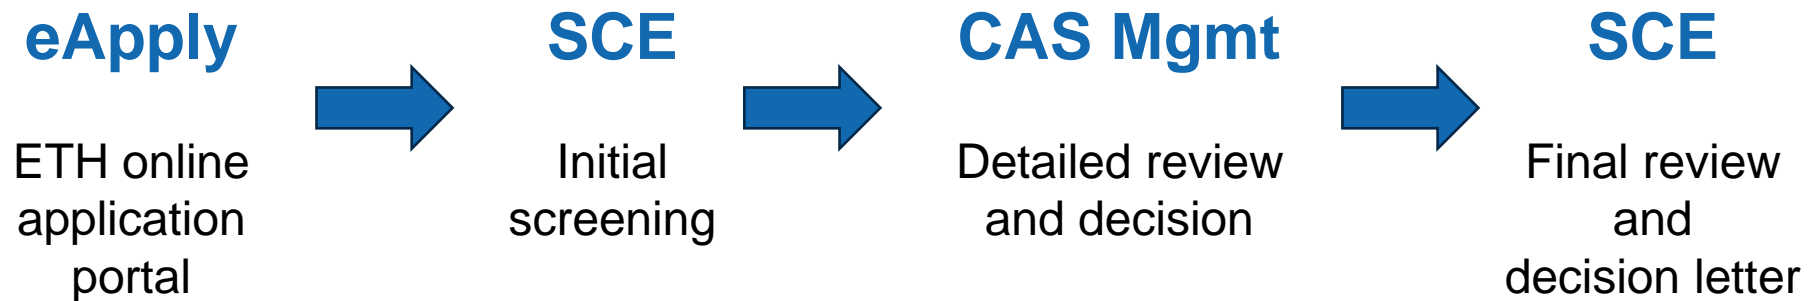 eApply
ETH online
application
portal
SCE
Initial
screening
CAS Mgmt
Detailed review
and decision
SCE
Final review
and
decision letter